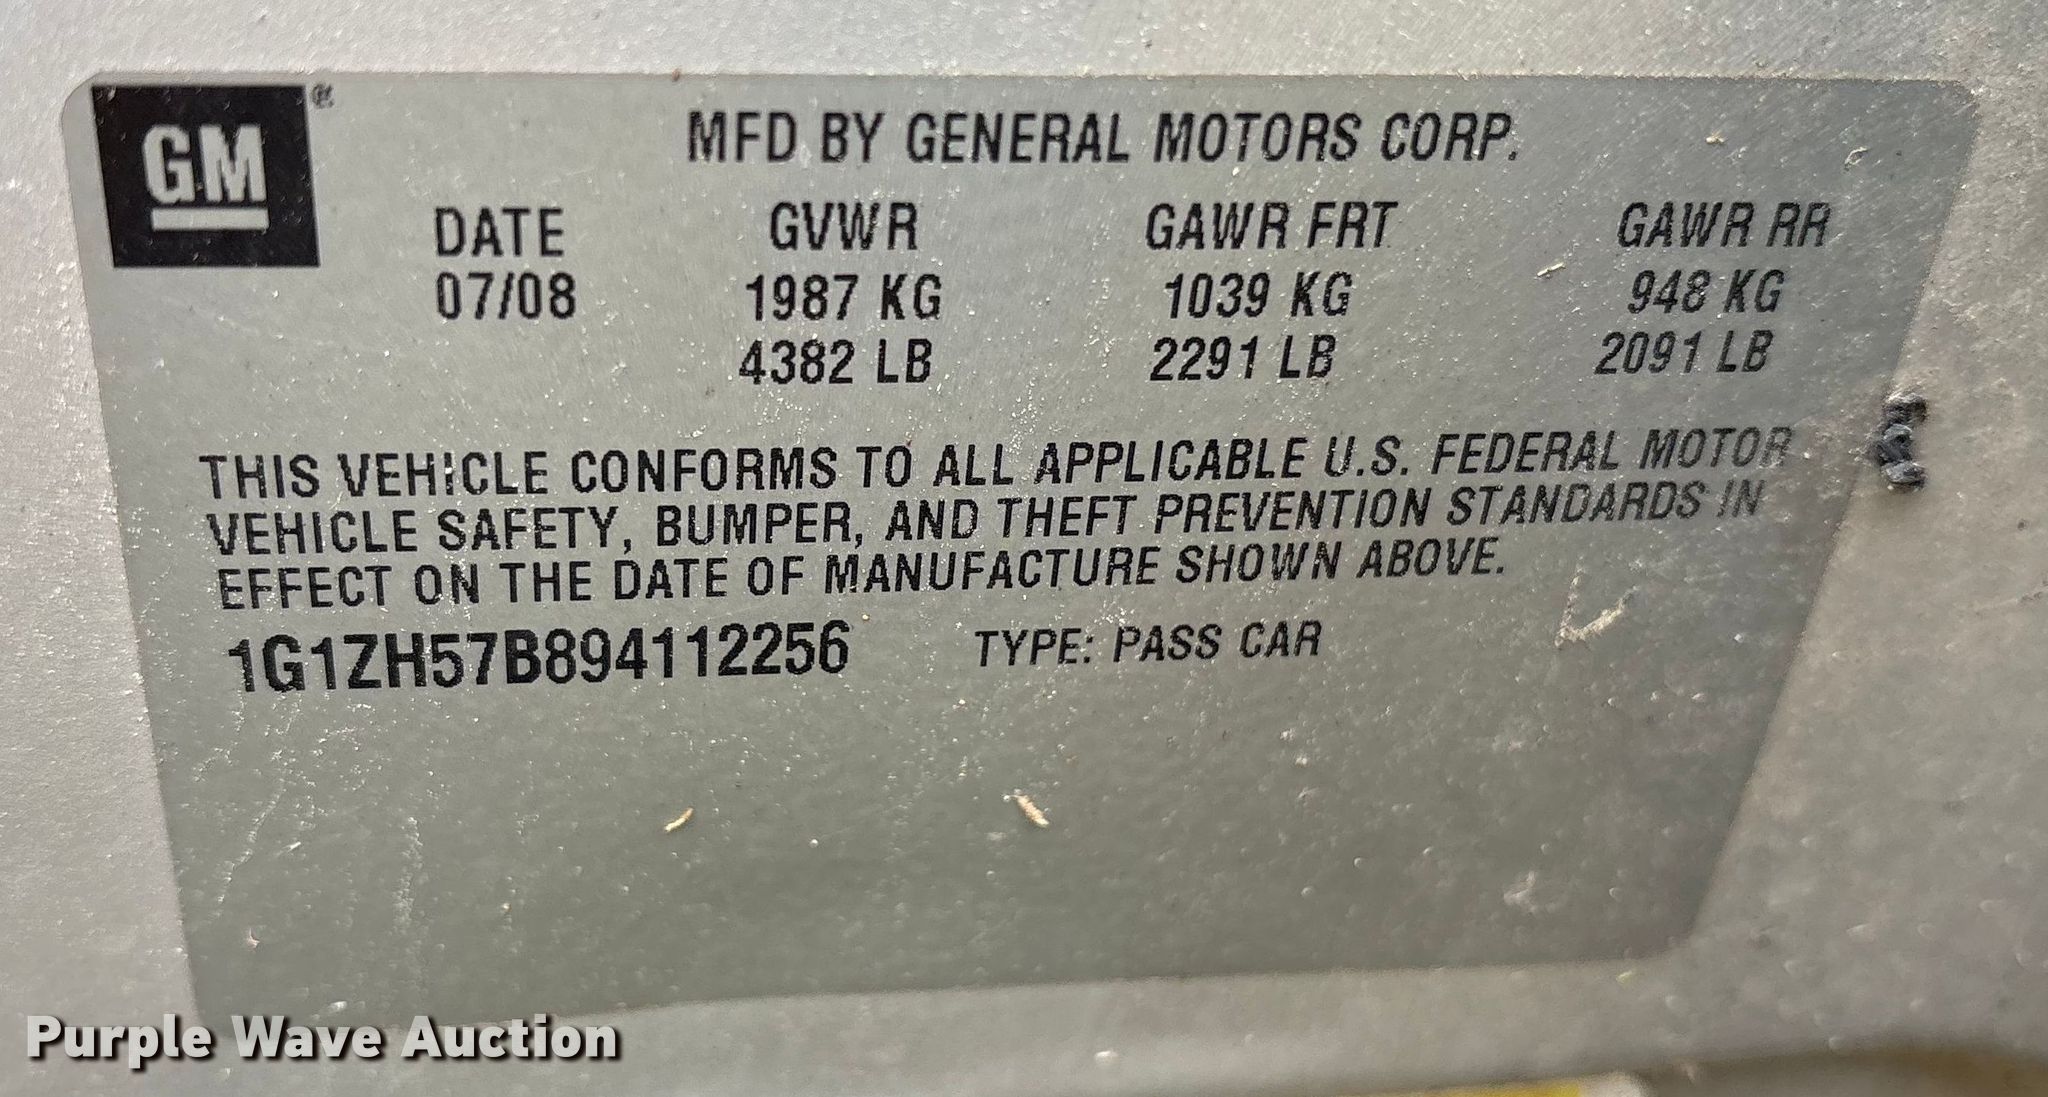 GM
MFD BY GENERAL MOTORS CORP.
DATE GVWR GAWR FRT GAWR RR
07/08 1987 KG 1039 KG 948 KG
4382 LB 2291 LB 2091 LB
THIS VEHICLE CONFORMS TO ALL APPLICABLE U.S. FEDERAL MOTOR
VEHICLE SAFETY, BUMPER, AND THEFT PREVENTION STANDARDS IN
EFFECT ON THE DATE OF MANUFACTURE SHOWN ABOVE.
1G1ZH57B894112256 TYPE: PASS CAR
Purple Wave Auction